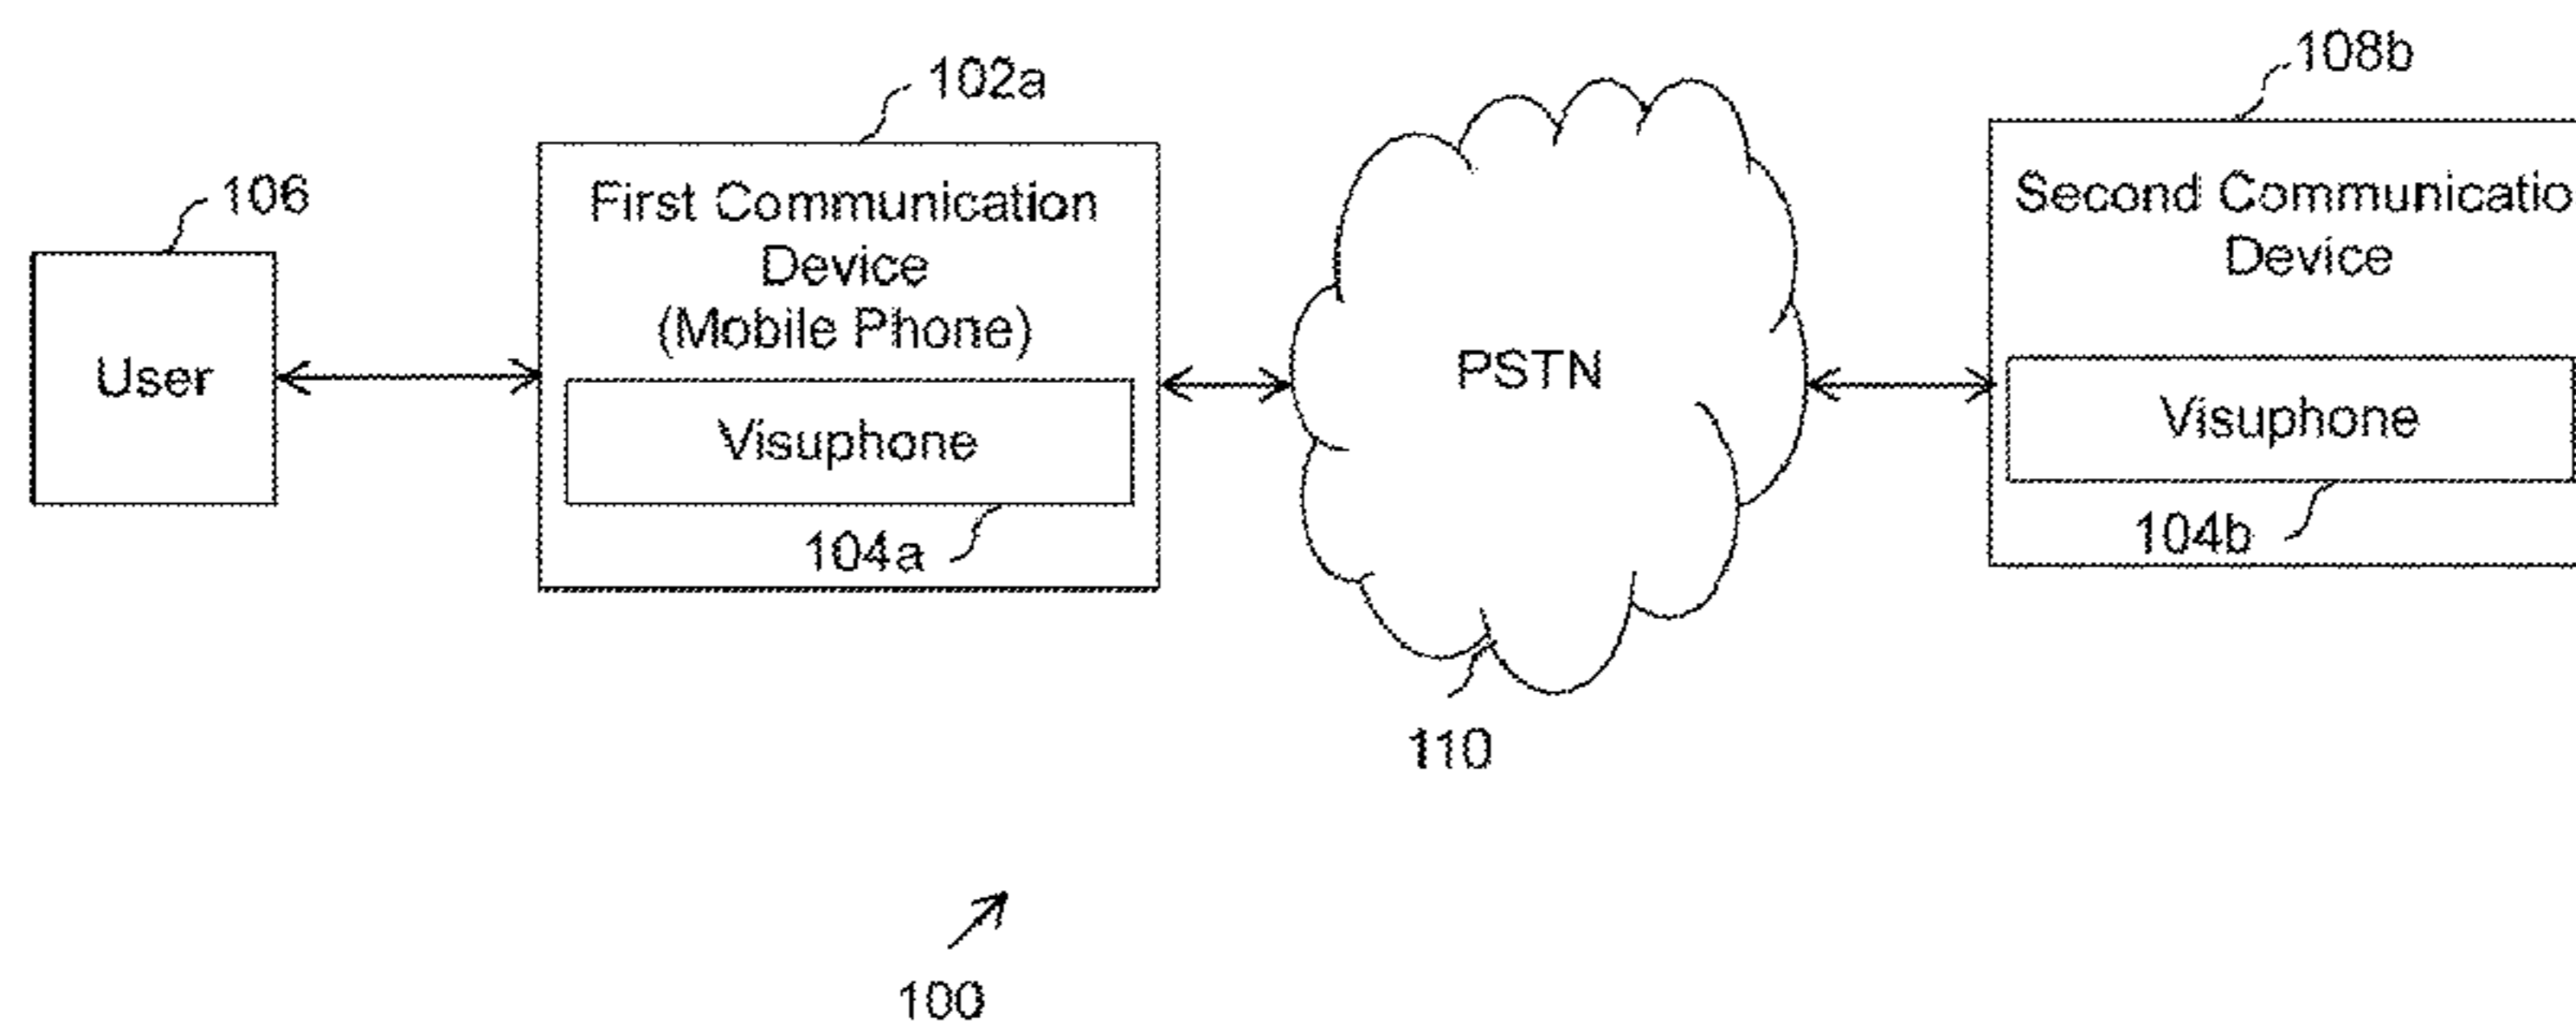 108b
102a
106
First Communication
Device
(Mobile Phone)
Visuphone
104a
User
PSTN
110
Second Communicatio
Device
Visuphone
104b
100